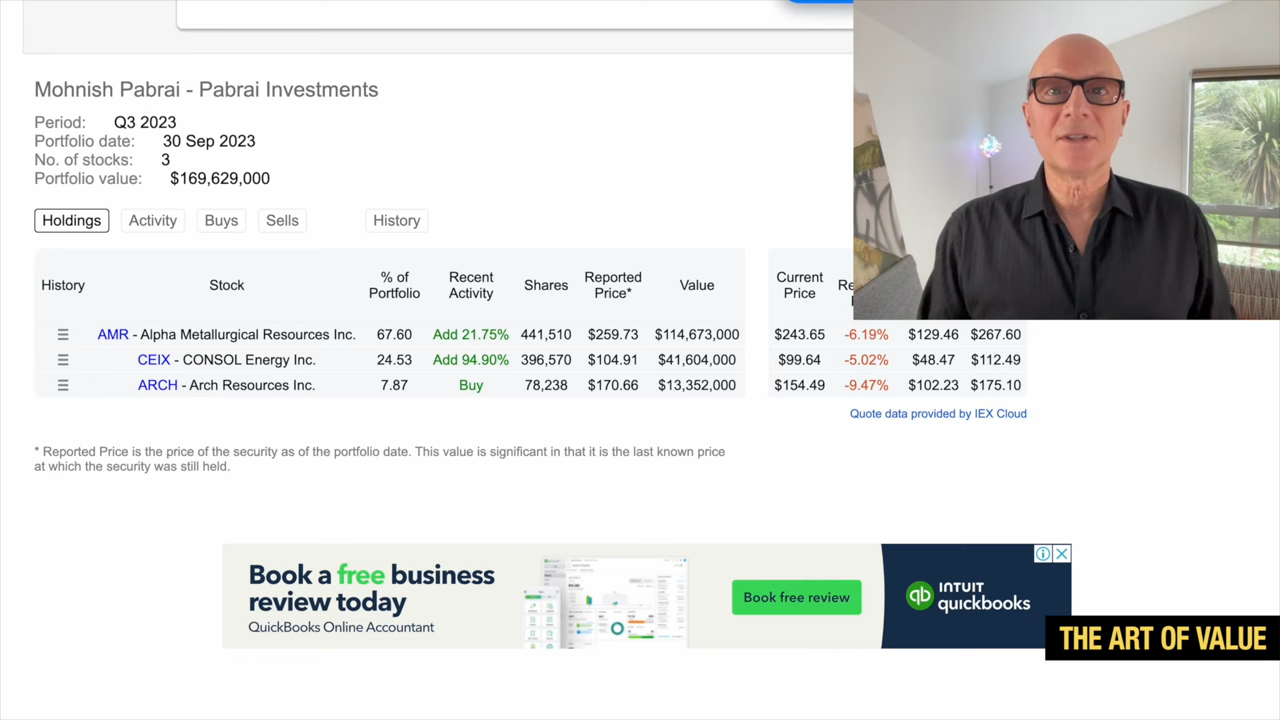 Mohnish Pabrai - Pabrai Investments
Period: Q3 2023
Portfolio date: 30 Sep 2023
No. of stocks: 3
Portfolio value: $169,629,000
Holdings Activity Buys Sells History
History Stock % of Portfolio Recent Activity Shares Reported Price* Value Current Price
AMR - Alpha Metallurgical Resources Inc. 67.60 Add 21.75% 441,510 $259.73 $114,673,000 $243.65 -6.19% $129.46 $267.60
CEIX - CONSOL Energy Inc. 24.53 Add 94.90% 396,570 $104.91 $41,604,000 $99.64 -5.02% $48.47 $112.49
ARCH - Arch Resources Inc. 7.87 Buy 78,238 $170.66 $13,352,000 $154.49 -9.47% $102.23 $175.10
Quote data provided by IEX Cloud
* Reported Price is the price of the security as of the portfolio date. This value is significant in that it is the last known price
at which the security was still held.
Book a free business
review today
QuickBooks Online Accountant
Book free review
qb INTUIT
quickbooks
THE ART OF VALUE